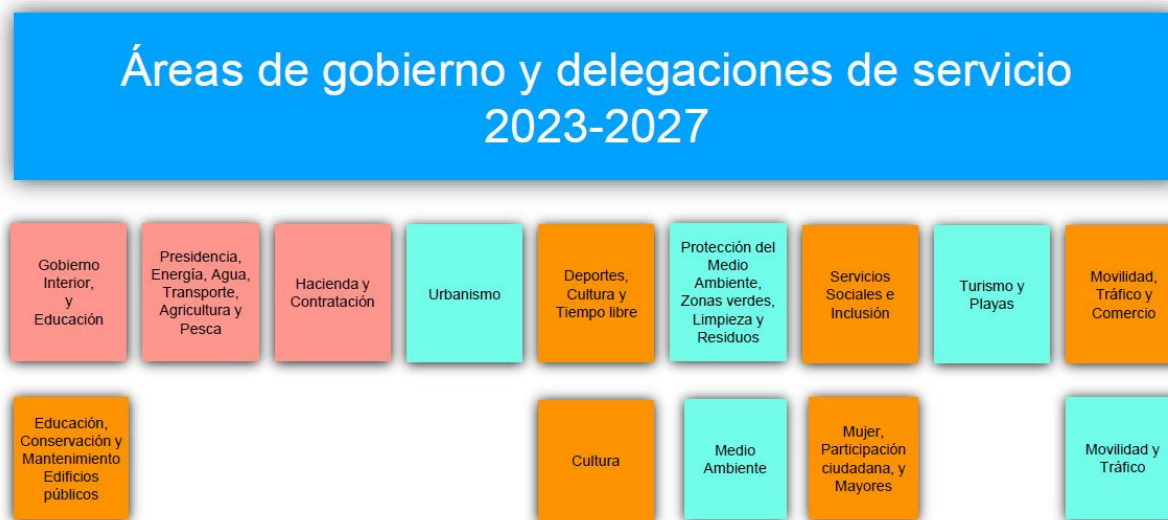 Áreas de gobierno y delegaciones de servicio
2023-2027
Gobierno
Interior,
y
Educación
Presidencia,
Energía, Agua,
Transporte,
Agricultura y
Pesca
Hacienda y
Contratación
Urbanismo
Deportes,
Cultura y
Tiempo libre
Protección del
Medio
Ambiente,
Zonas verdes,
Limpieza y
Residuos
Servicios
Sociales e
Inclusión
Turismo y
Playas
Movilidad,
Tráfico y
Comercio
Educación,
Conservación y
Mantenimiento
Edificios
públicos
Cultura
Medio
Ambiente
Mujer,
Participación
ciudadana, y
Mayores
Movilidad y
Tráfico